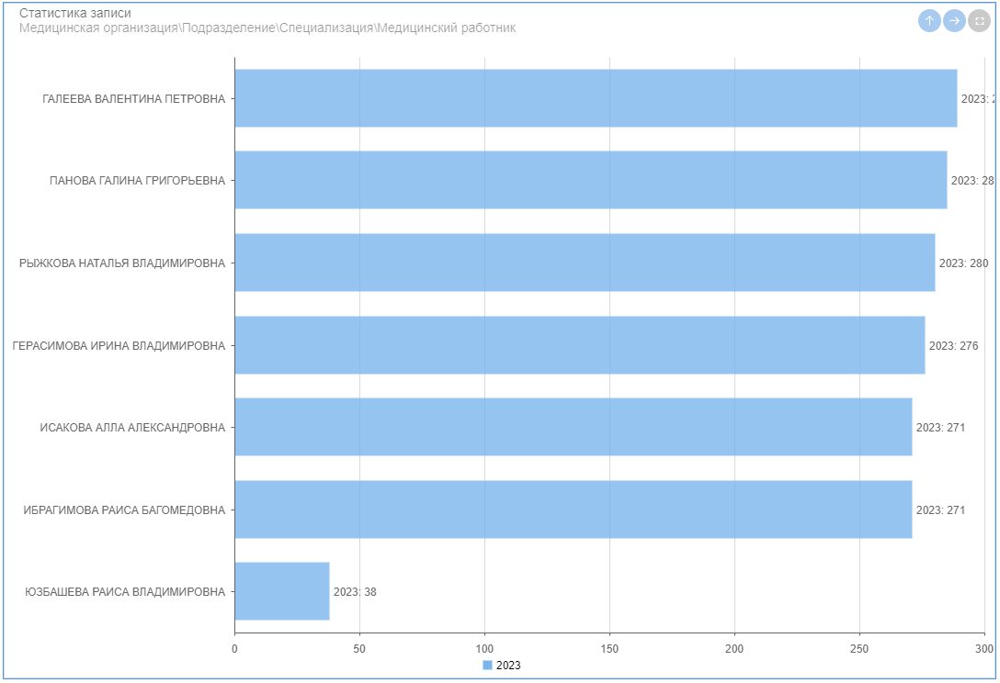 Статистика записи
Медицинская организация\Подразделение\Специализация\Медицинский работник
ГАЛЕЕВА ВАЛЕНТИНА ПЕТРОВНА
2023: 2
ПАНОВА ГАЛИНА ГРИГОРЬЕВНА
2023: 28
РЫЖКОВА НАТАЛЬЯ ВЛАДИМИРОВНА
2023: 280
ГЕРАСИМОВА ИРИНА ВЛАДИМИРОВНА
2023: 276
ИСАКОВА АЛЛА АЛЕКСАНДРОВНА
2023: 271
ИБРАГИМОВА РАИСА БАГОМЕДОВНА
2023: 271
ЮЗБАШЕВА РАИСА ВЛАДИМИРОВНА
2023: 38
0 50 100 150 200 250 300
2023